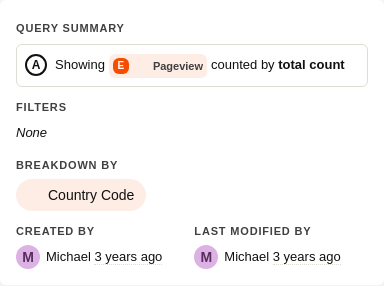 QUERY SUMMARY
A Showing E Pageview counted by total count
FILTERS
None
BREAKDOWN BY
Country Code
CREATED BY LAST MODIFIED BY
M Michael 3 years ago M Michael 3 years ago